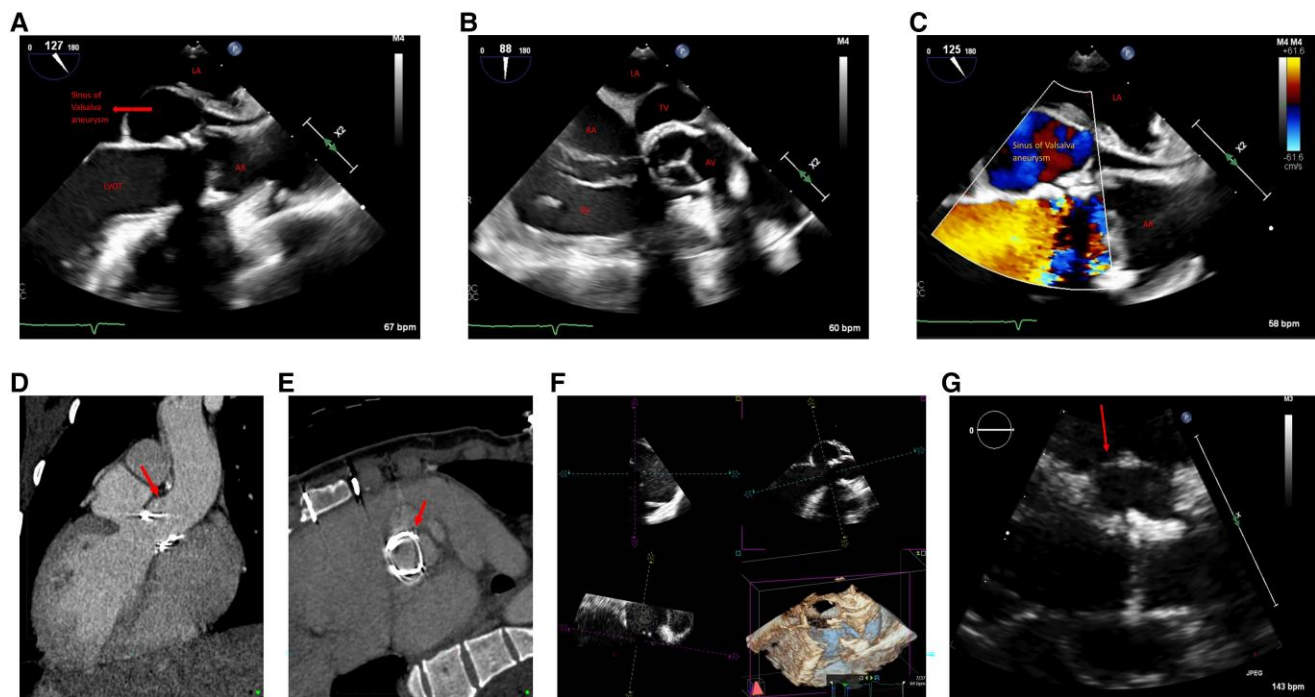 A
0 127 180
M4
LA
Sinus of
Valsalva
aneurysm
X2
AR
LVOT
67 bpm
B
0 88 180
M4
LA
TV
RA
AV
X2
RV
60 bpm
C
0 125 180
M4 M4
+61.6
LA
-61.6
cm/s
X2
Sinus of Valsalva
aneurysm
AR
58 bpm
D
E
F
G
0
M3
JPEG
143 bpm